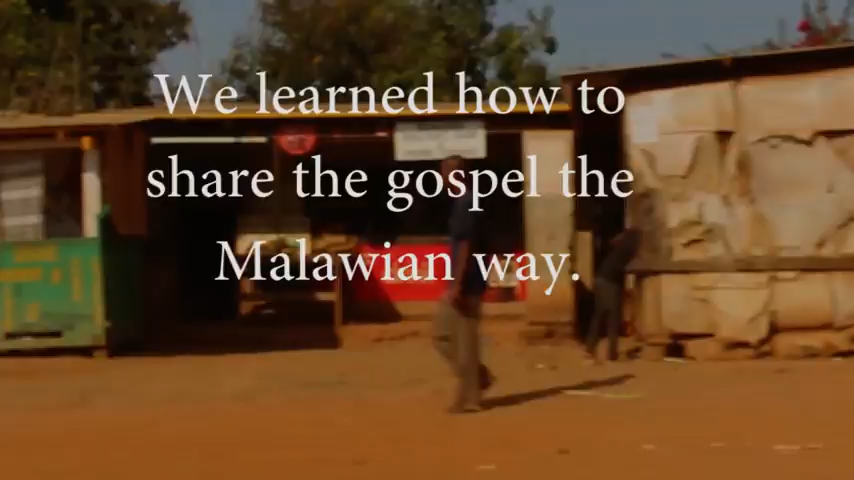 We learned how to
share the gospel the
Malawian way.